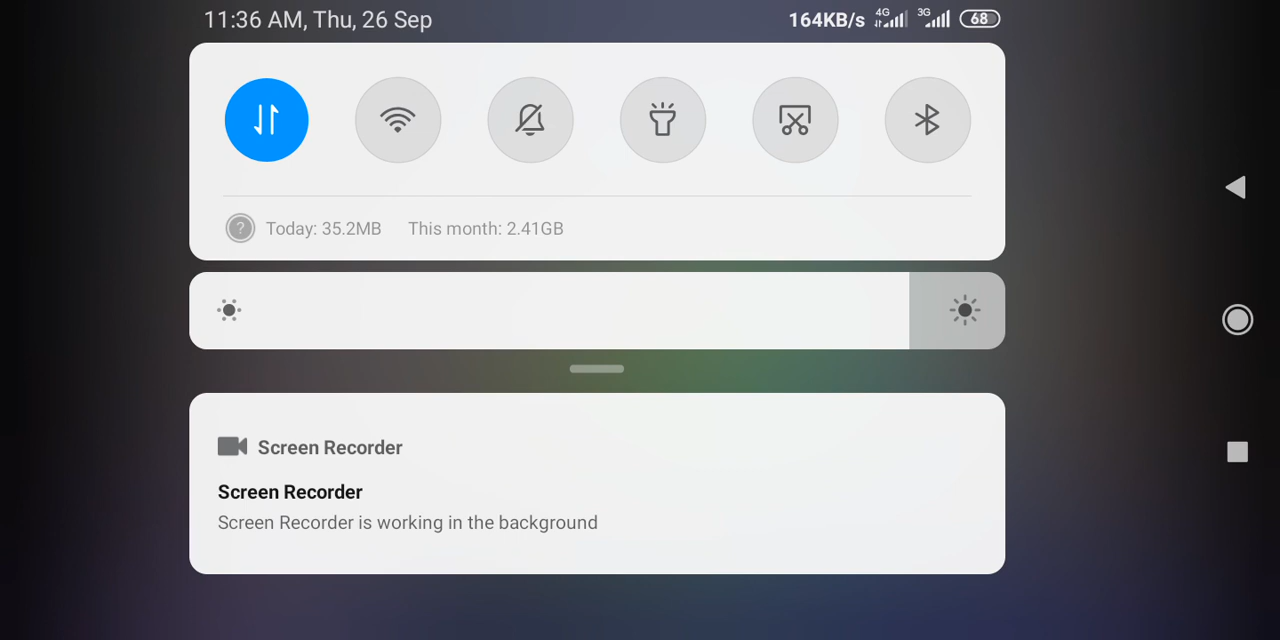 11:36 AM, Thu, 26 Sep 164KB/s 4G 3G 68
? Today: 35.2MB This month: 2.41GB
Screen Recorder
Screen Recorder
Screen Recorder is working in the background